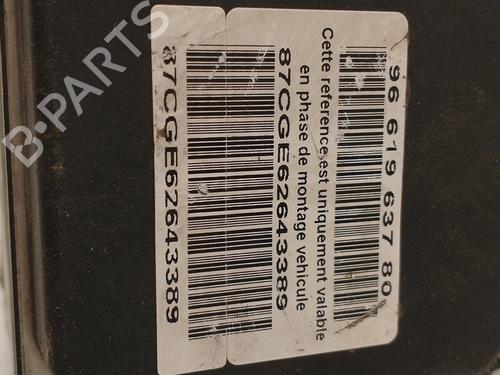 96 619 637 80
Cette reference est uniquement valable
en phase de montage vehicule
87CGE62643389
87CGE62643389
B-PARTS